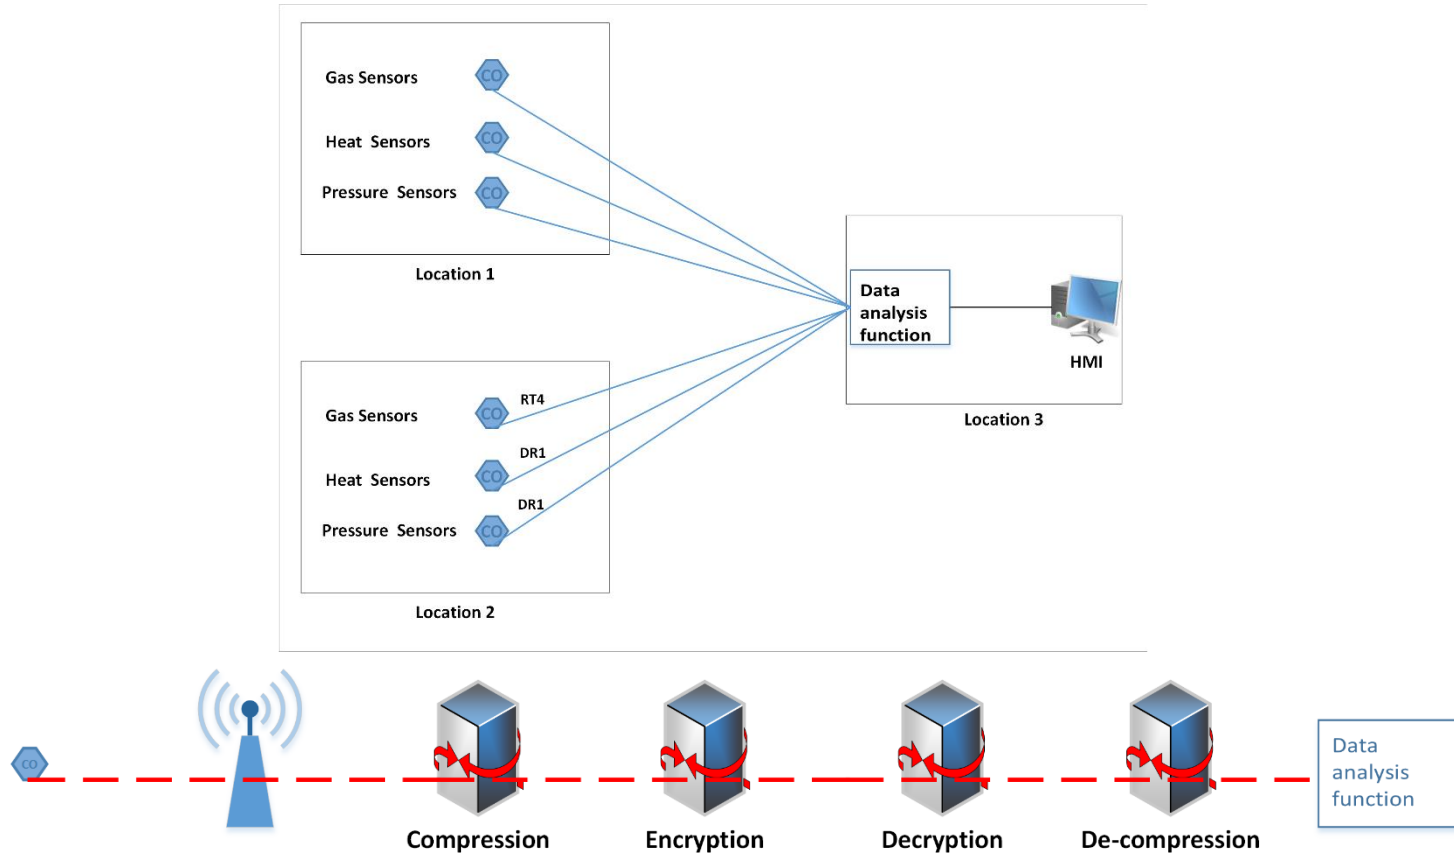 Gas Sensors CO
Heat Sensors CO
Pressure Sensors CO
Location 1
Data
analysis
function
HMI
Location 3
Gas Sensors CO RT4
Heat Sensors CO DR1
Pressure Sensors CO DR1
Location 2
CO
Compression
Encryption
Decryption
De-compression
Data
analysis
function